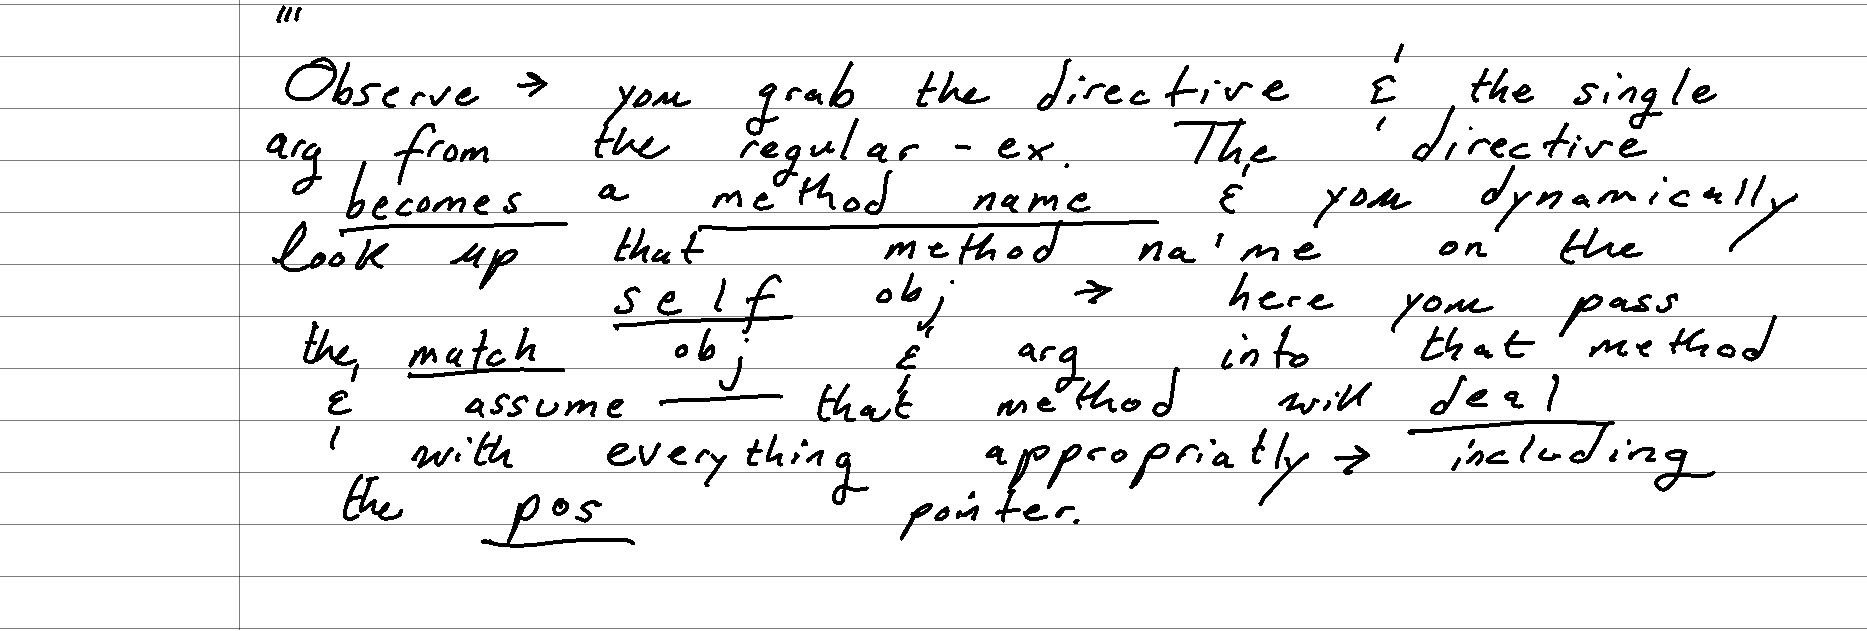 '''
Observe → you grab the directive & the single
arg from the regular-ex. The directive
becomes a method name & you dynamically
look up that method na'me on the
self obj → here you pass
the match obj & arg into that method
& assume — that method will deal
with everything appropriatly → including
the pos pointer.